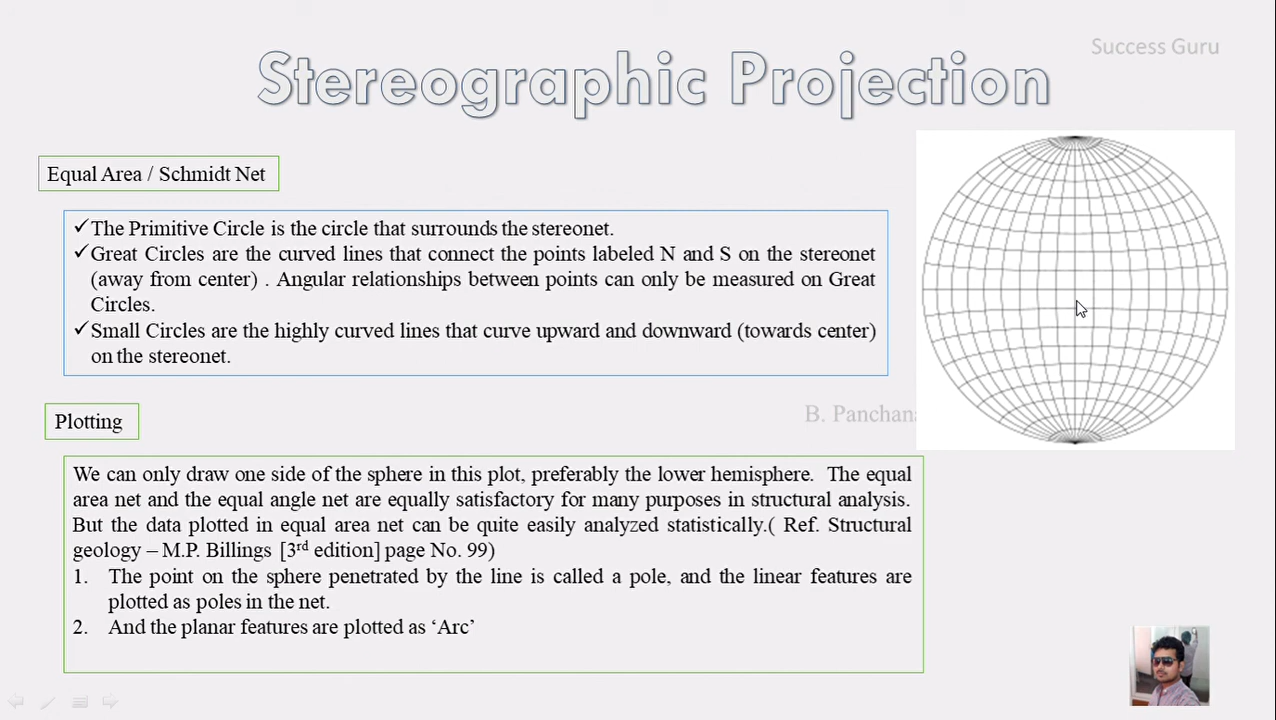 Success Guru
Stereographic Projection
Equal Area / Schmidt Net
✓The Primitive Circle is the circle that surrounds the stereonet.
✓Great Circles are the curved lines that connect the points labeled N and S on the stereonet
(away from center) . Angular relationships between points can only be measured on Great
Circles.
✓Small Circles are the highly curved lines that curve upward and downward (towards center)
on the stereonet.
Plotting
B. Panchana
We can only draw one side of the sphere in this plot, preferably the lower hemisphere. The equal
area net and the equal angle net are equally satisfactory for many purposes in structural analysis.
But the data plotted in equal area net can be quite easily analyzed statistically.( Ref. Structural
geology – M.P. Billings [3rd edition] page No. 99)
1. The point on the sphere penetrated by the line is called a pole, and the linear features are
plotted as poles in the net.
2. And the planar features are plotted as ‘Arc’